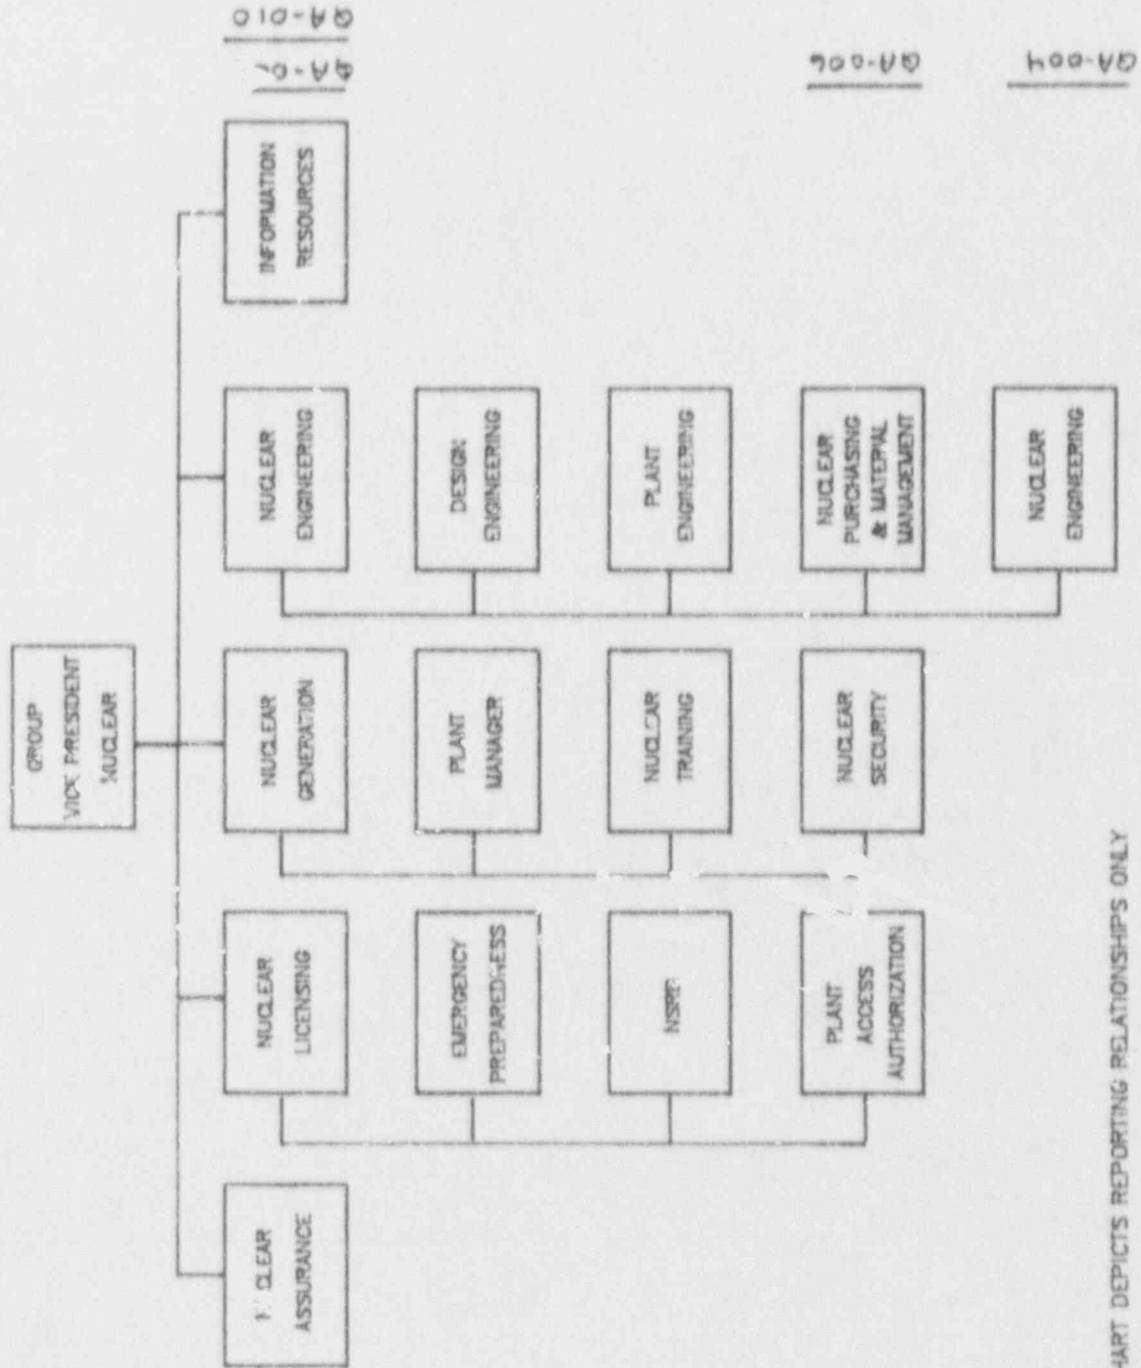 GROUP
VICE PRESIDENT
NUCLEAR
NUCLEAR
ASSURANCE
NUCLEAR
LICENSING
NUCLEAR
GENERATION
NUCLEAR
ENGINEERING
INFORMATION
RESOURCES
QA-010
EMERGENCY
PREPAREDNESS
PLANT
MANAGER
DESIGN
ENGINEERING
NUCLEAR
TRAINING
PLANT
ENGINEERING
PLANT
ACCESS
AUTHORIZATION
NUCLEAR
SECURITY
NUCLEAR
PURCHASING
& MATERIAL
MANAGEMENT
QA-006
NUCLEAR
ENGINEERING
QA-004
HART DEPICTS REPORTING RELATIONSHIPS ONLY